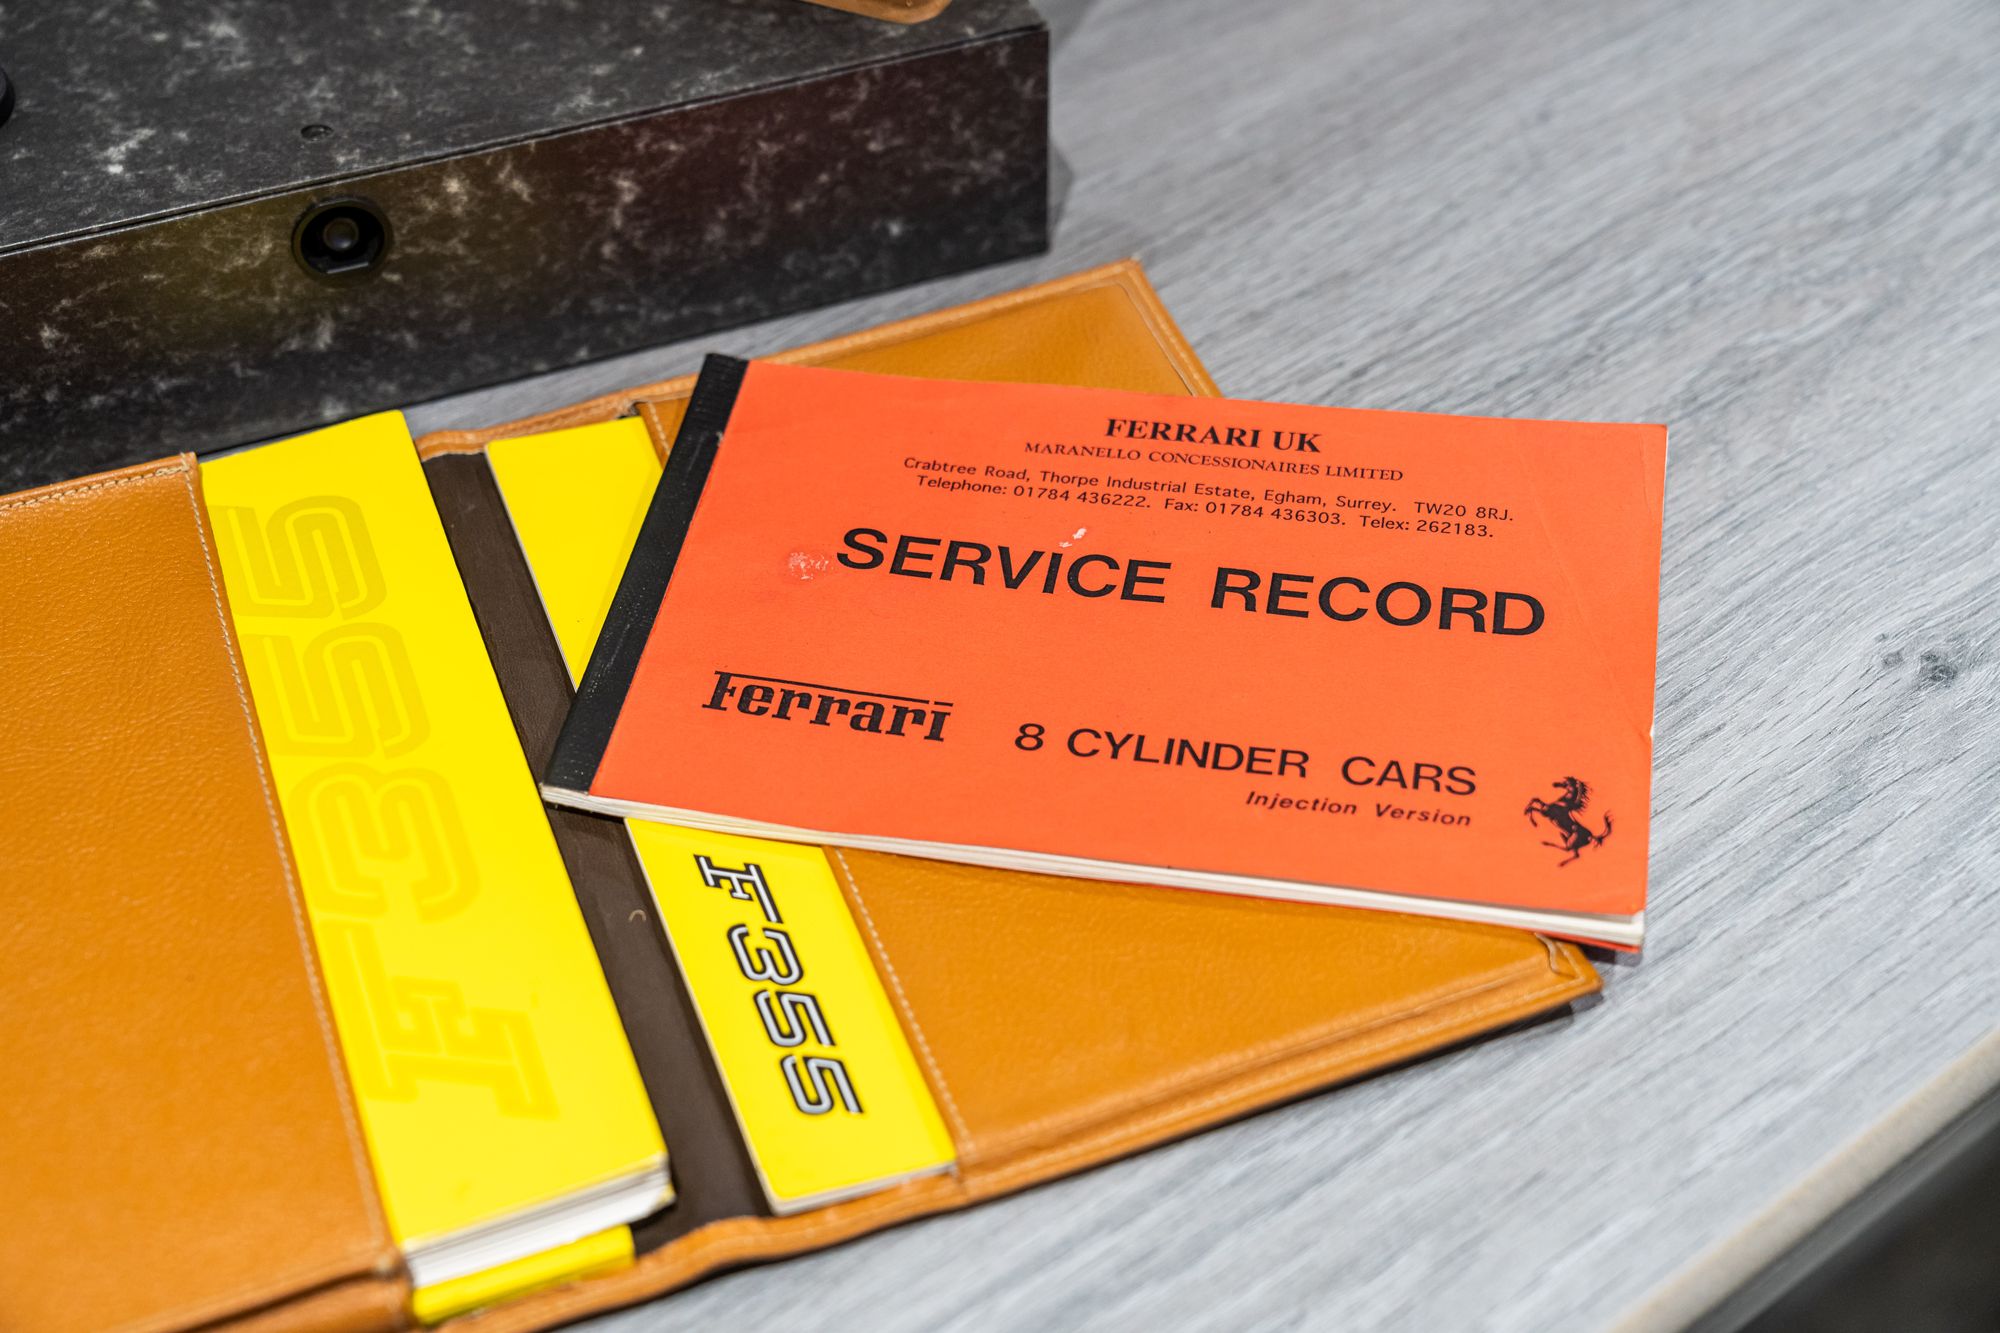 FERRARI UK
MARANELLO CONCESSIONAIRES LIMITED
Crabtree Road, Thorpe Industrial Estate, Egham, Surrey. TW20 8RJ.
Telephone: 01784 436222. Fax: 01784 436303. Telex: 262183.
SERVICE RECORD
Ferrari 8 CYLINDER CARS
Injection Version
F355
F355